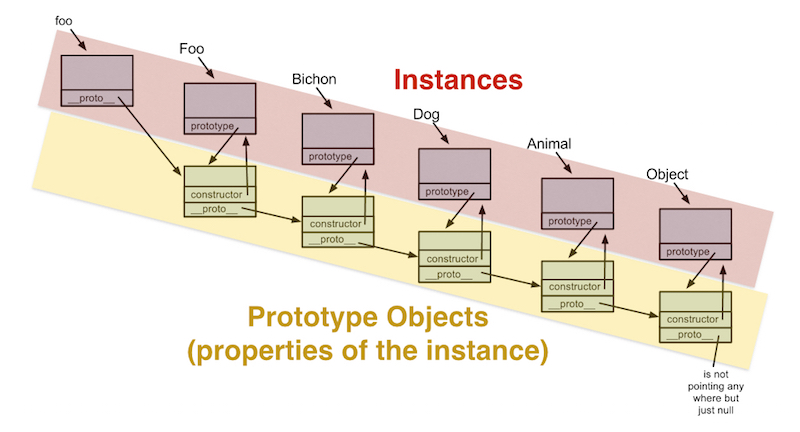 foo
Foo
Bichon
Instances
Dog
Animal
Object
__proto__
prototype
prototype
prototype
prototype
prototype
constructor
__proto__
constructor
__proto__
constructor
__proto__
constructor
__proto__
constructor
__proto__
Prototype Objects
(properties of the instance)
is not
pointing any
where but
just null